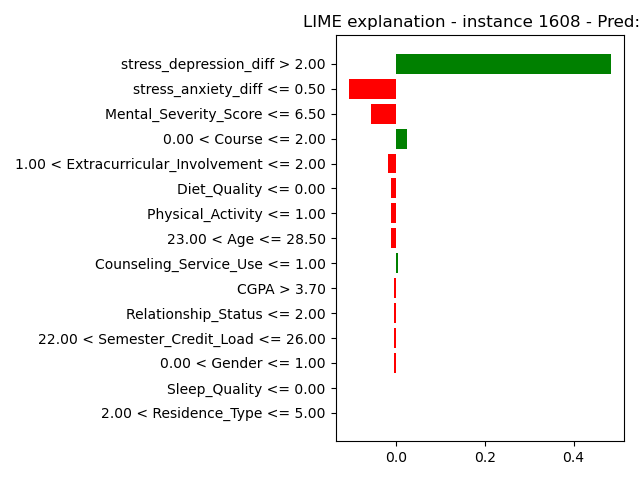 LIME explanation - instance 1608 - Pred:
stress_depression_diff > 2.00
stress_anxiety_diff <= 0.50
Mental_Severity_Score <= 6.50
0.00 < Course <= 2.00
1.00 < Extracurricular_Involvement <= 2.00
Diet_Quality <= 0.00
Physical_Activity <= 1.00
23.00 < Age <= 28.50
Counseling_Service_Use <= 1.00
CGPA > 3.70
Relationship_Status <= 2.00
22.00 < Semester_Credit_Load <= 26.00
0.00 < Gender <= 1.00
Sleep_Quality <= 0.00
2.00 < Residence_Type <= 5.00
0.0 0.2 0.4